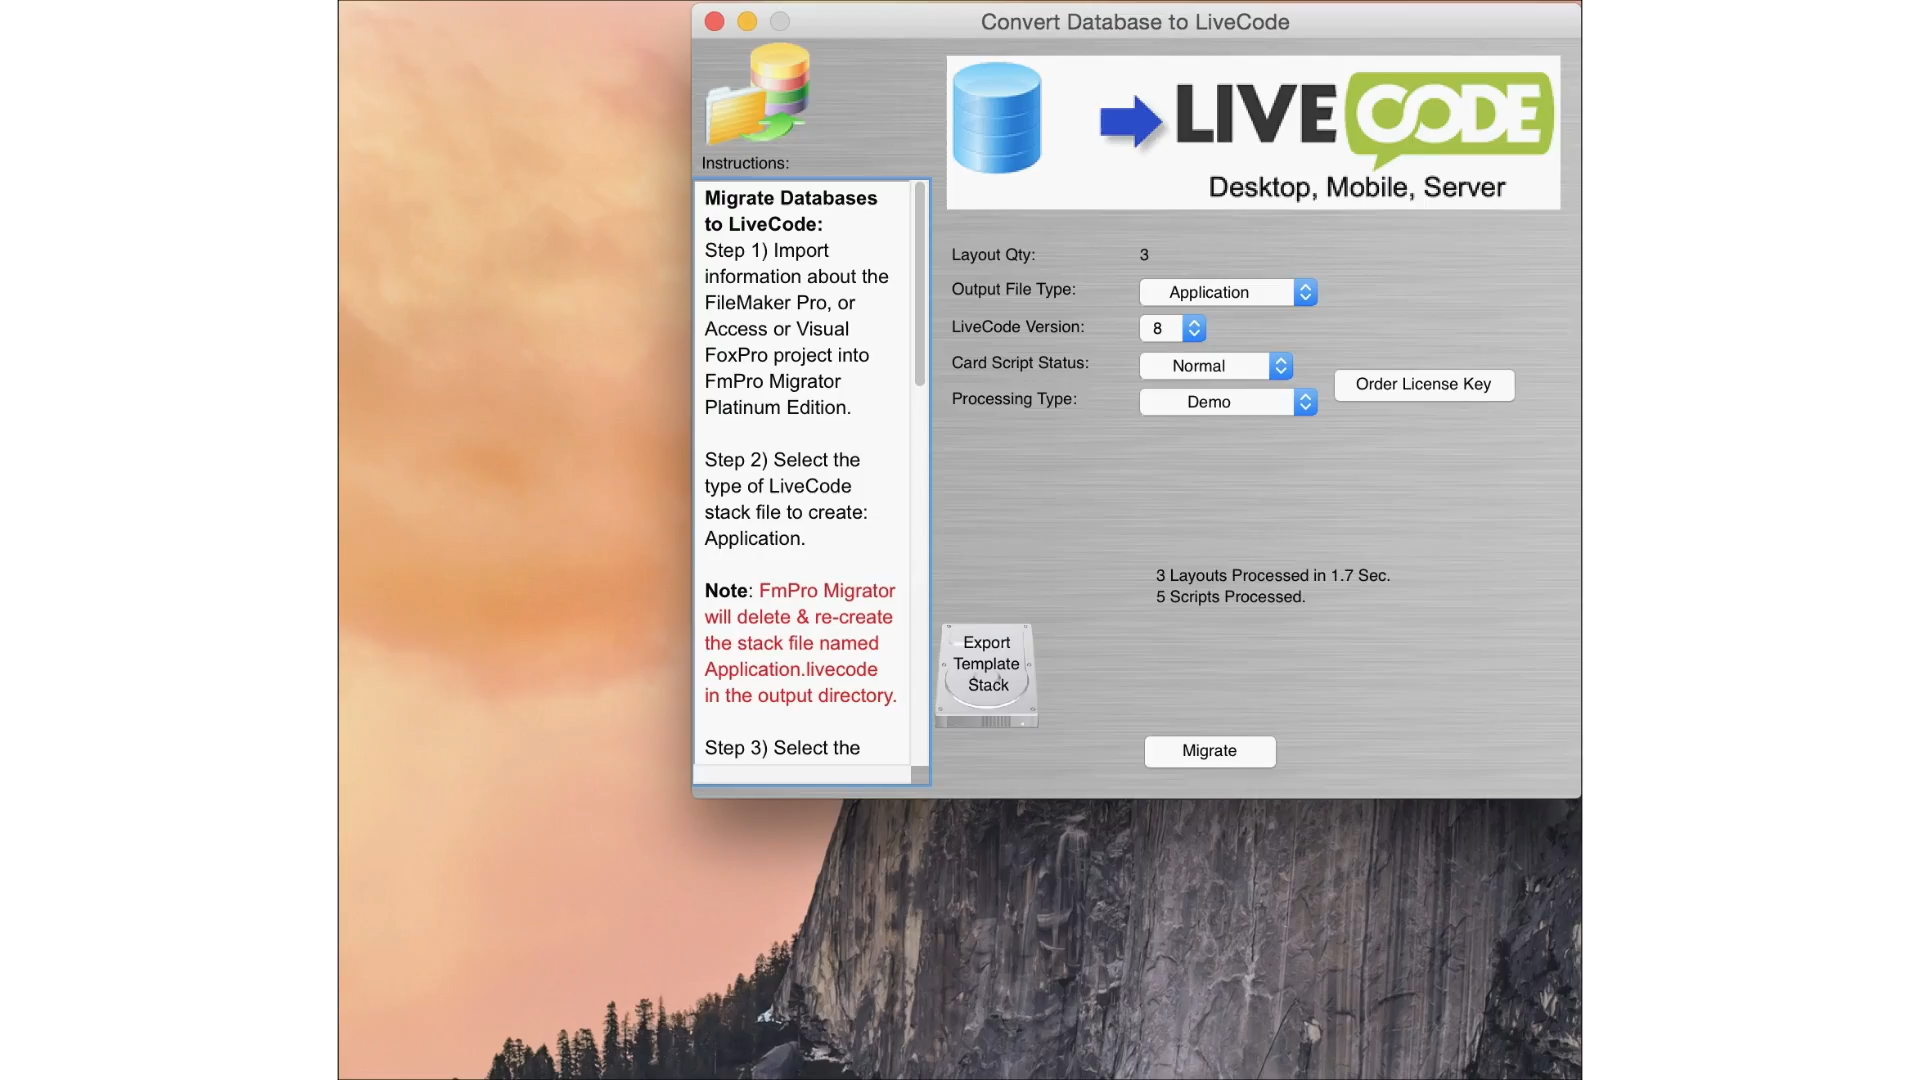 Convert Database to LiveCode
LIVE CODE
Desktop, Mobile, Server
Instructions:
Migrate Databases
to LiveCode:
Step 1) Import
information about the
FileMaker Pro, or
Access or Visual
FoxPro project into
FmPro Migrator
Platinum Edition.
Step 2) Select the
type of LiveCode
stack file to create:
Application.
Note: FmPro Migrator
will delete & re-create
the stack file named
Application.livecode
in the output directory.
Step 3) Select the
Layout Qty: 3
Output File Type: Application
LiveCode Version: 8
Card Script Status: Normal
Processing Type: Demo
Order License Key
3 Layouts Processed in 1.7 Sec.
5 Scripts Processed.
Export
Template
Stack
Migrate